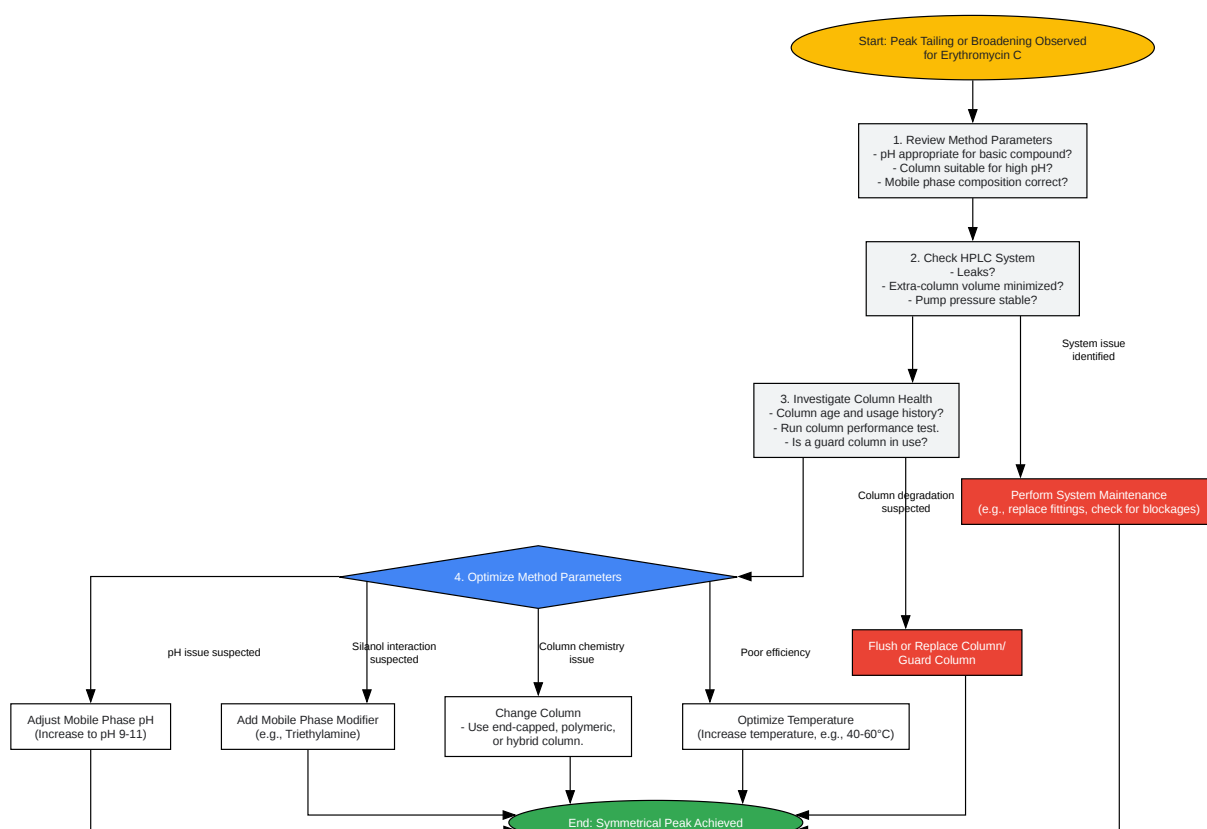 Start: Peak Tailing or Broadening Observed
for Erythromycin C
1. Review Method Parameters
- pH appropriate for basic compound?
- Column suitable for high pH?
- Mobile phase composition correct?
2. Check HPLC System
- Leaks?
- Extra-column volume minimized?
- Pump pressure stable?
System issue
identified
3. Investigate Column Health
- Column age and usage history?
- Run column performance test.
- Is a guard column in use?
Column degradation
suspected
Perform System Maintenance
(e.g., replace fittings, check for blockages)
4. Optimize Method Parameters
pH issue suspected
Silanol interaction
suspected
Column chemistry
issue
Poor efficiency
Flush or Replace Column/
Guard Column
Adjust Mobile Phase pH
(Increase to pH 9-11)
Add Mobile Phase Modifier
(e.g., Triethylamine)
Change Column
- Use end-capped, polymeric,
or hybrid column.
Optimize Temperature
(Increase temperature, e.g., 40-60°C)
End: Symmetrical Peak Achieved